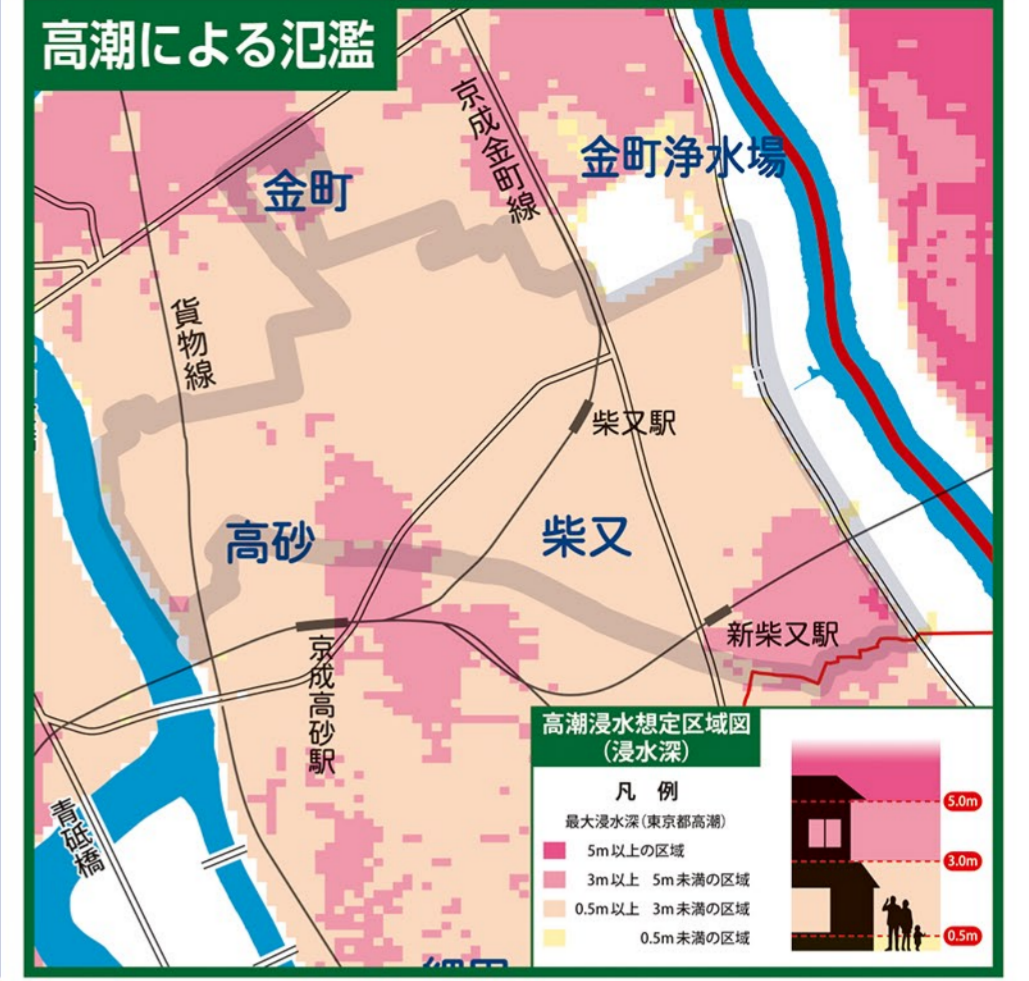 高潮による氾濫
京成金町線
金町浄水場
金町
貨物線
柴又駅
高砂
柴又
新柴又駅
京成高砂駅
青砥橋
高潮浸水想定区域図
(浸水深)
凡 例
最大浸水深(東京都高潮)
5m以上の区域
3m以上 5m未満の区域
0.5m以上 3m未満の区域
0.5m未満の区域
5.0m
3.0m
0.5m